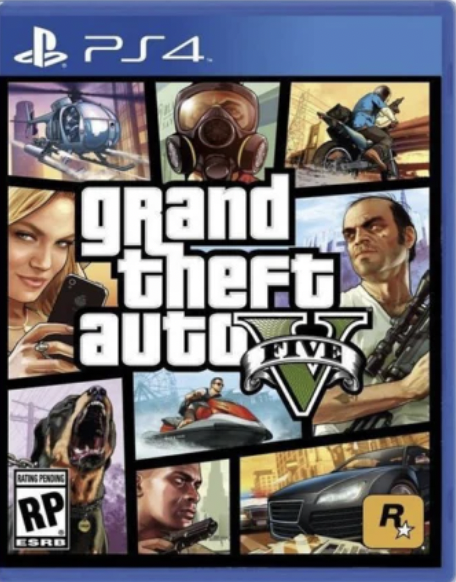 PS4
grand
theft
auto V
FIVE
RATING PENDING
RP
ESRB
R